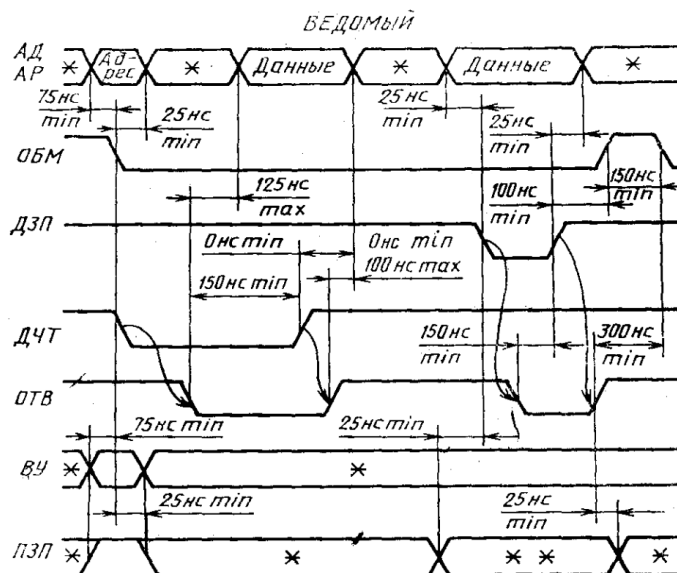 ВЕДОМЫЙ
АД
АР
*
Ад-
рес
*
Данные
*
Данные
*
75нс
min
25нс
min
25нс
min
25нс
min
ОБМ
125нс
max
100нс
min
150нс
min
ДЗП
0нс min
0нс min
150нс min
100нс max
ДЧТ
150нс
min
300нс
min
ОТВ
75нс min
25нс min
ВУ
*
*
25нс min
25нс
min
ПЗП
*
*
* *
*